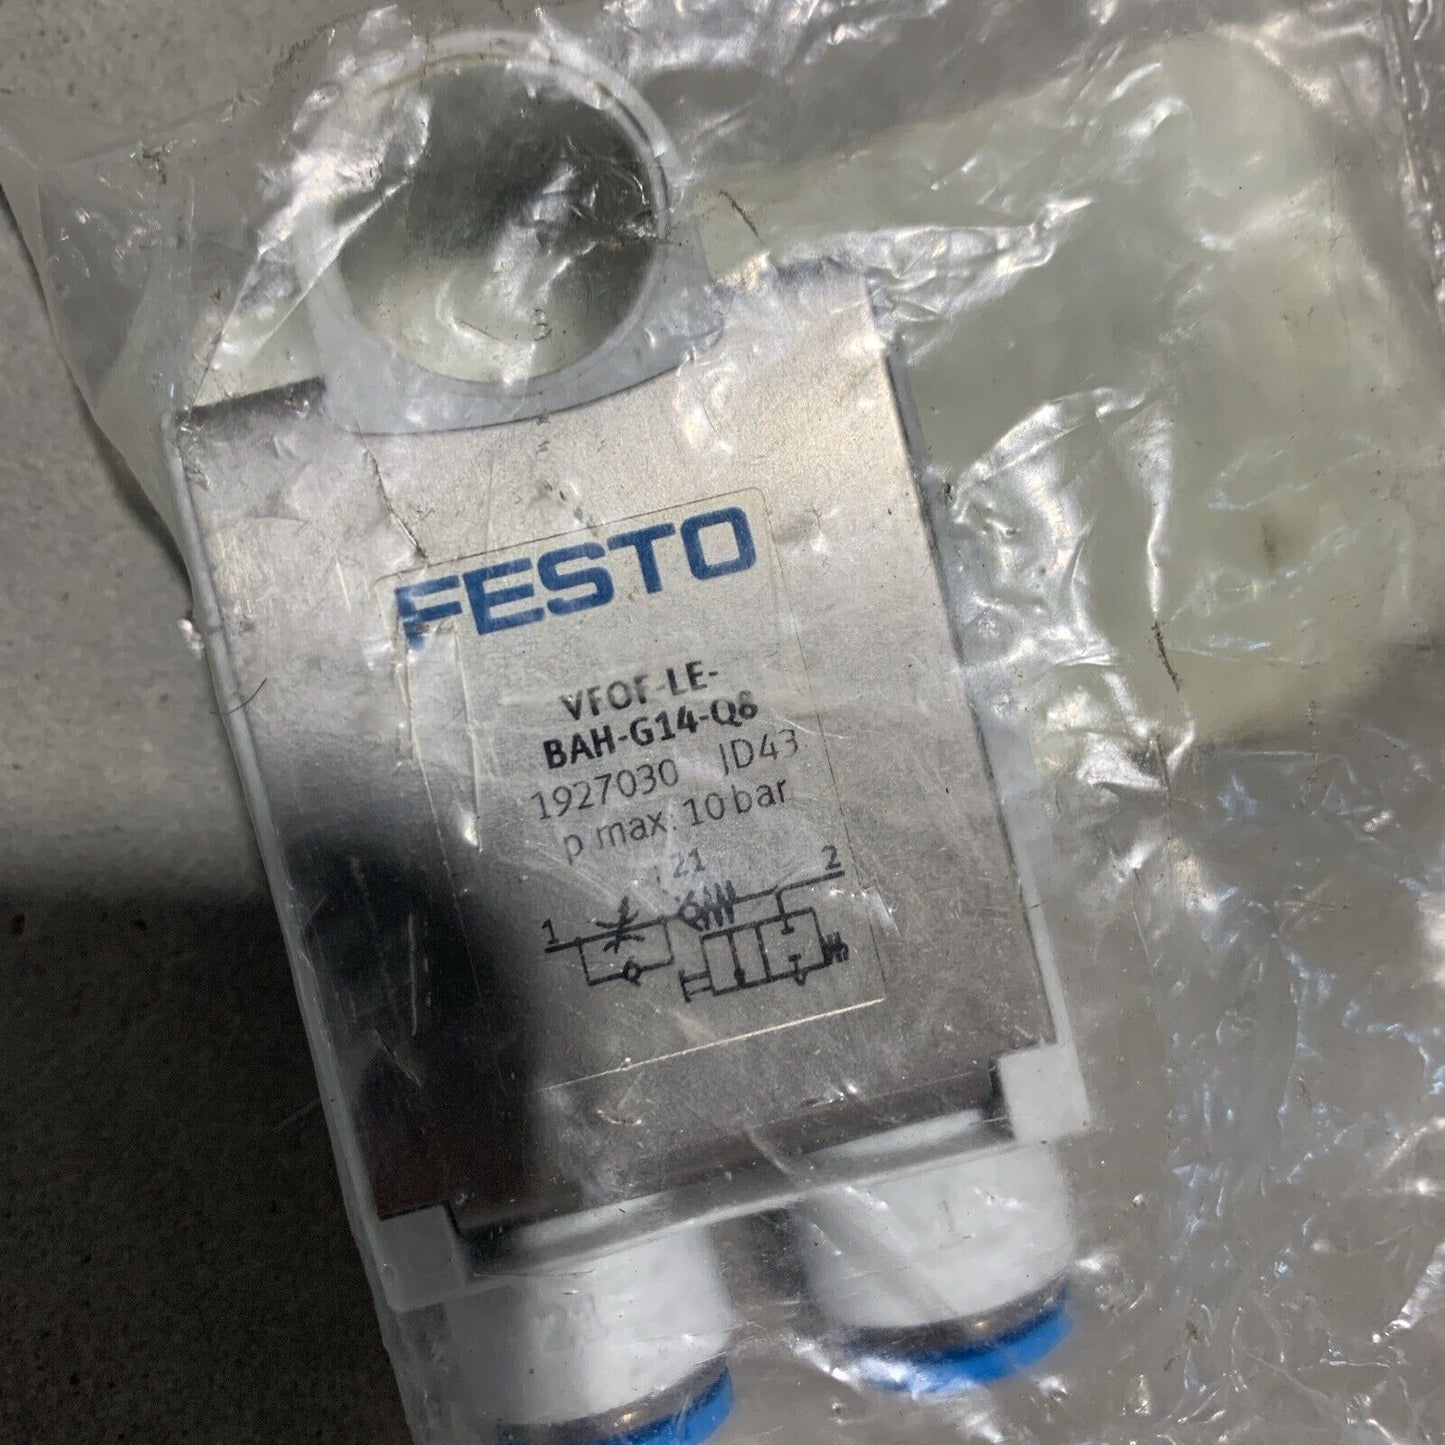 FESTO
VFOF-LE-
BAH-G14-Q8
1927030 JD43
p max. 10 bar
21
2
1